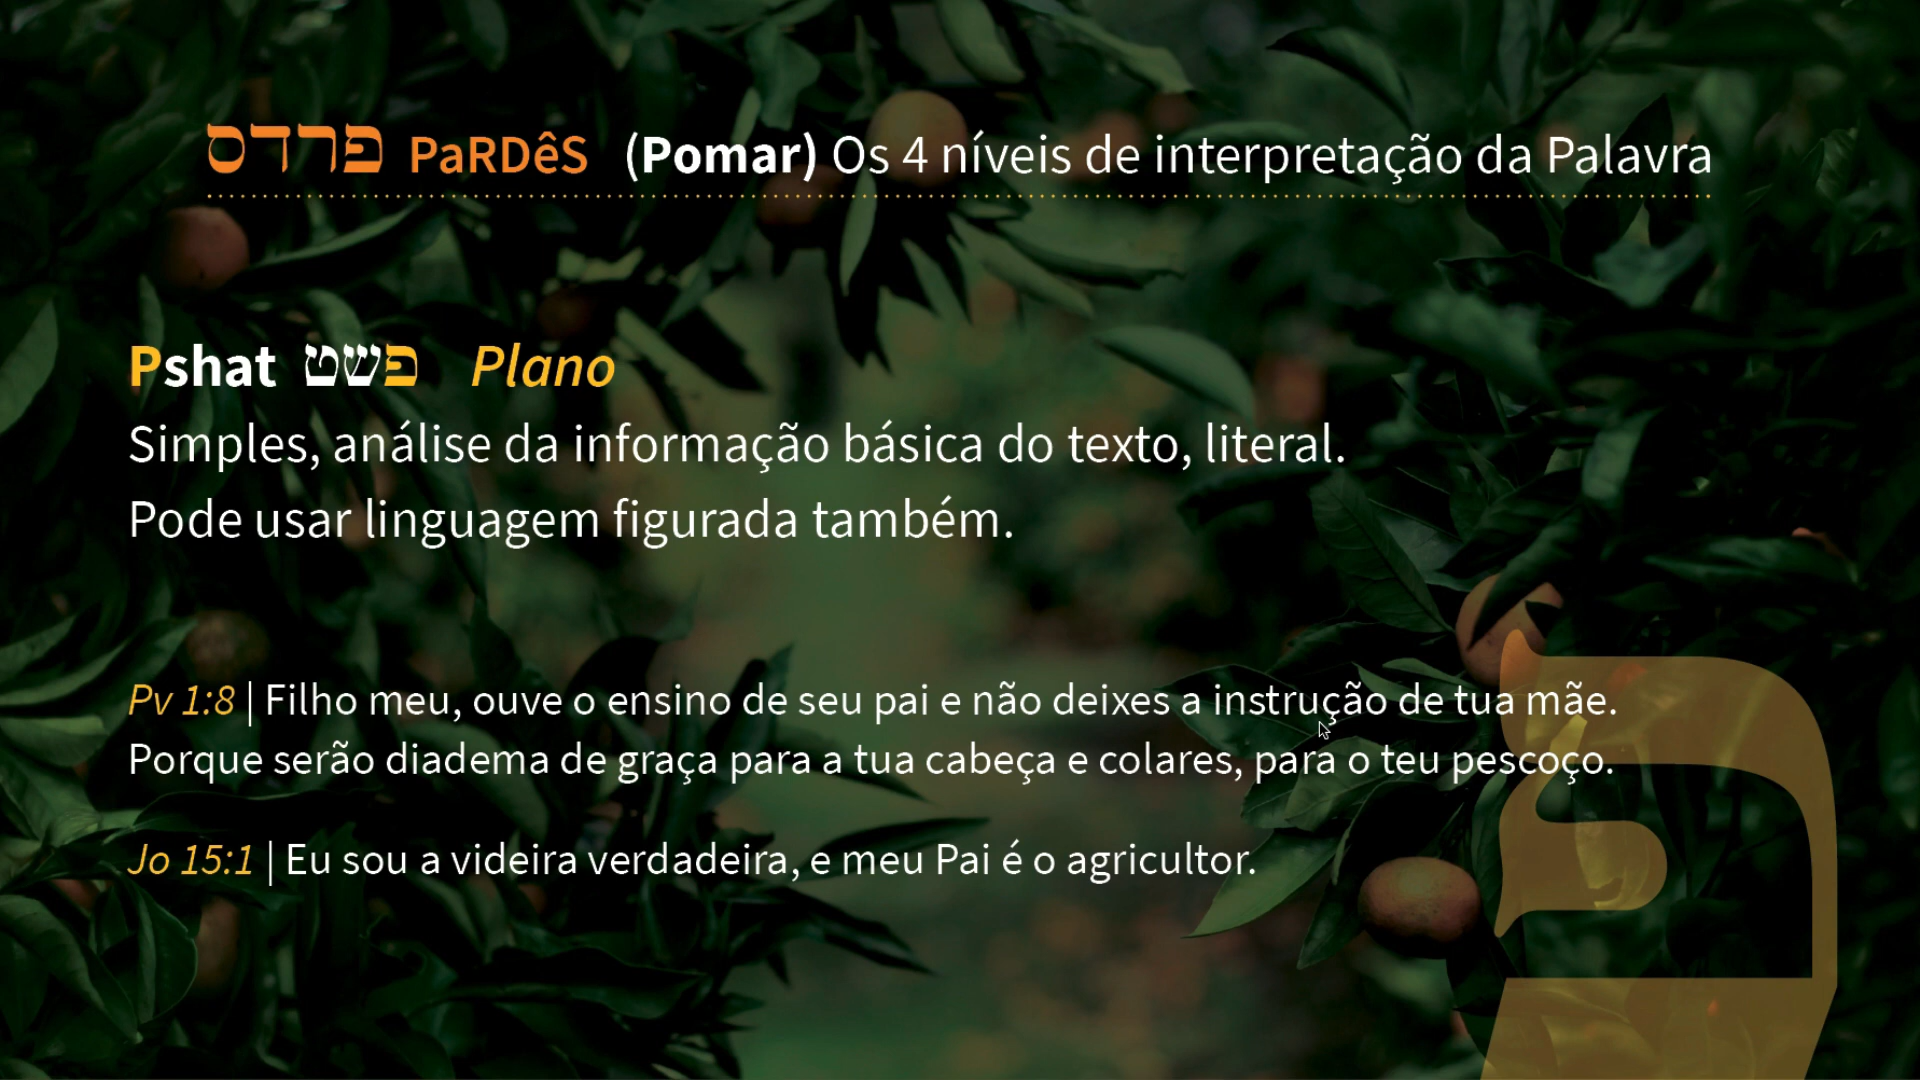 פרדס PaRDêS (Pomar) Os 4 níveis de interpretação da Palavra
Pshat פשט Plano
Simples, análise da informação básica do texto, literal.
Pode usar linguagem figurada também.
Pv 1:8 | Filho meu, ouve o ensino de seu pai e não deixes a instrução de tua mãe.
Porque serão diadema de graça para a tua cabeça e colares, para o teu pescoço.
Jo 15:1 | Eu sou a videira verdadeira, e meu Pai é o agricultor.
פ